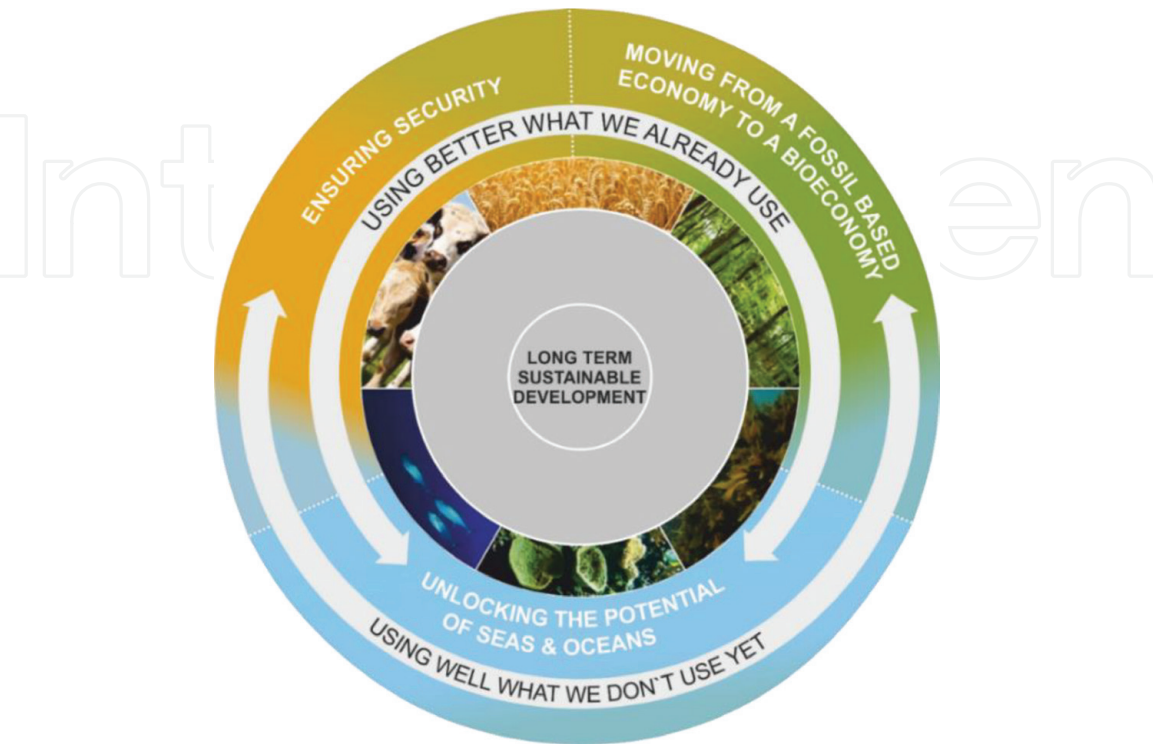 ENSURING SECURITY
MOVING FROM A FOSSIL BASED
ECONOMY TO A BIOECONOMY
USING BETTER WHAT WE ALREADY USE
LONG TERM
SUSTAINABLE
DEVELOPMENT
UNLOCKING THE POTENTIAL
OF SEAS & OCEANS
USING WELL WHAT WE DON`T USE YET